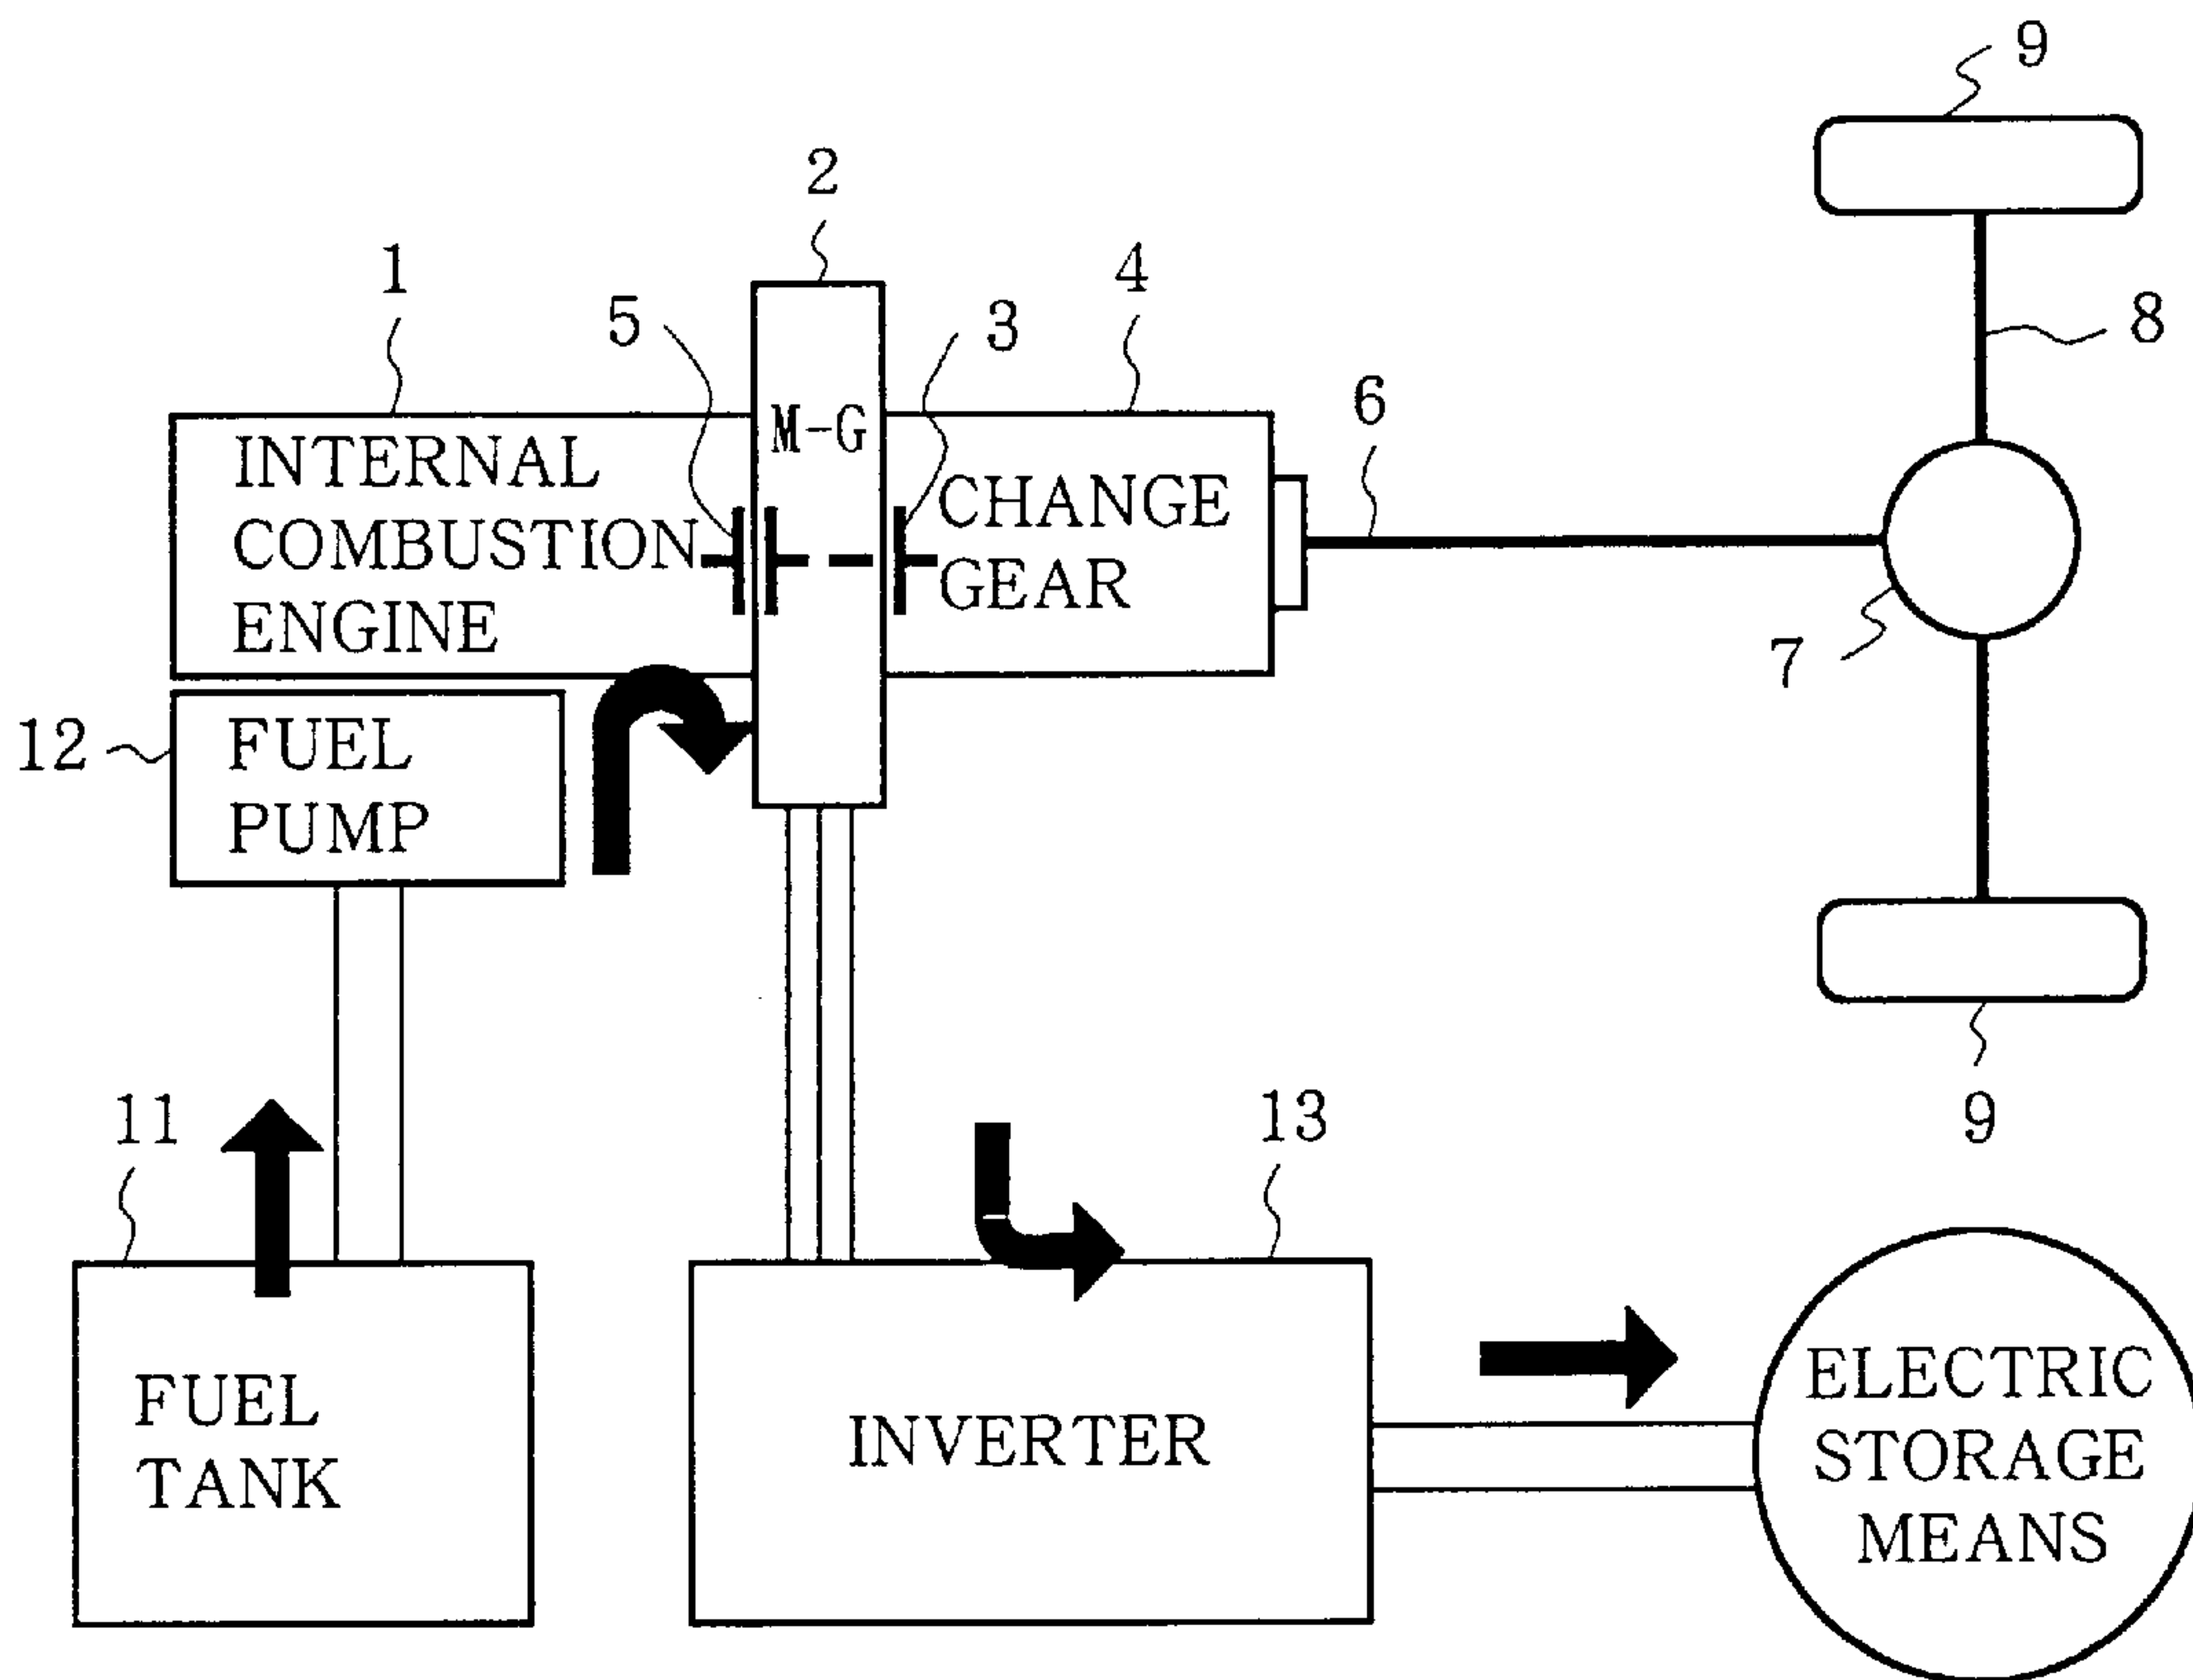 9
2
1
4
5
3
8
6
M-G
INTERNAL
COMBUSTION
ENGINE
CHANGE
GEAR
7
12
FUEL
PUMP
11
13
9
FUEL
TANK
INVERTER
ELECTRIC
STORAGE
MEANS